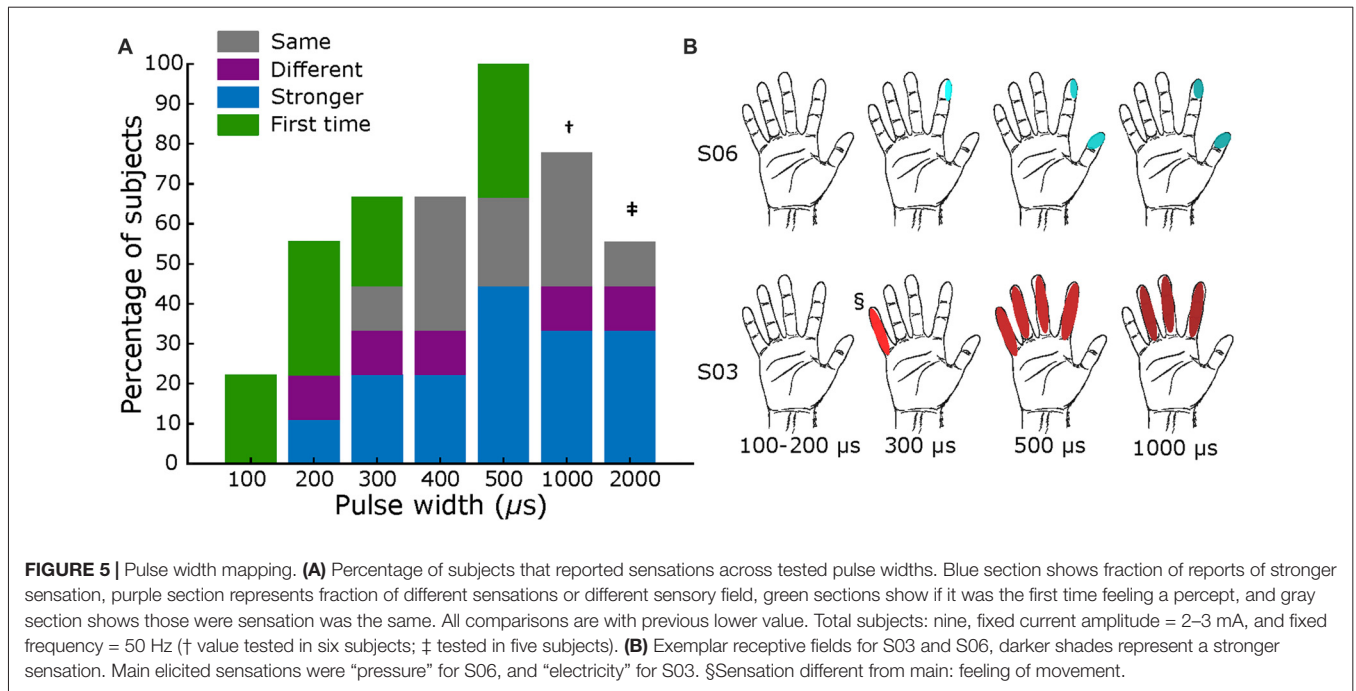 A
Same
Different
Stronger
First time
100
90
80
70
60
50
40
30
20
10
0
Percentage of subjects
†
‡
100 200 300 400 500 1000 2000
Pulse width (μs)
B
S06
S03
§
100-200 μs 300 μs 500 μs 1000 μs
FIGURE 5 | Pulse width mapping. (A) Percentage of subjects that reported sensations across tested pulse widths. Blue section shows fraction of reports of stronger
sensation, purple section represents fraction of different sensations or different sensory field, green sections show if it was the first time feeling a percept, and gray
section shows those were sensation was the same. All comparisons are with previous lower value. Total subjects: nine, fixed current amplitude = 2–3 mA, and fixed
frequency = 50 Hz († value tested in six subjects; ‡ tested in five subjects). (B) Exemplar receptive fields for S03 and S06, darker shades represent a stronger
sensation. Main elicited sensations were “pressure” for S06, and “electricity” for S03. §Sensation different from main: feeling of movement.